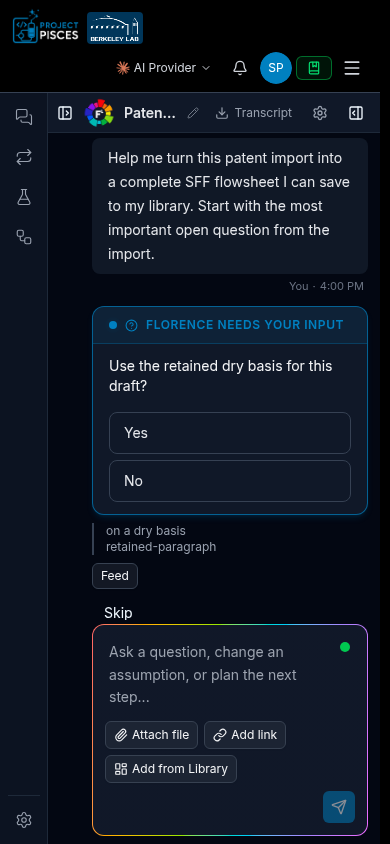 PROJECT
PISCES
BERKELEY LAB
AI Provider
SP
F
Paten...
Transcript
Help me turn this patent import into
a complete SFF flowsheet I can save
to my library. Start with the most
important open question from the
import.
You · 4:00 PM
FLORENCE NEEDS YOUR INPUT
Use the retained dry basis for this
draft?
Yes
No
on a dry basis
retained-paragraph
Feed
Skip
Ask a question, change an
assumption, or plan the next
step...
Attach file
Add link
Add from Library